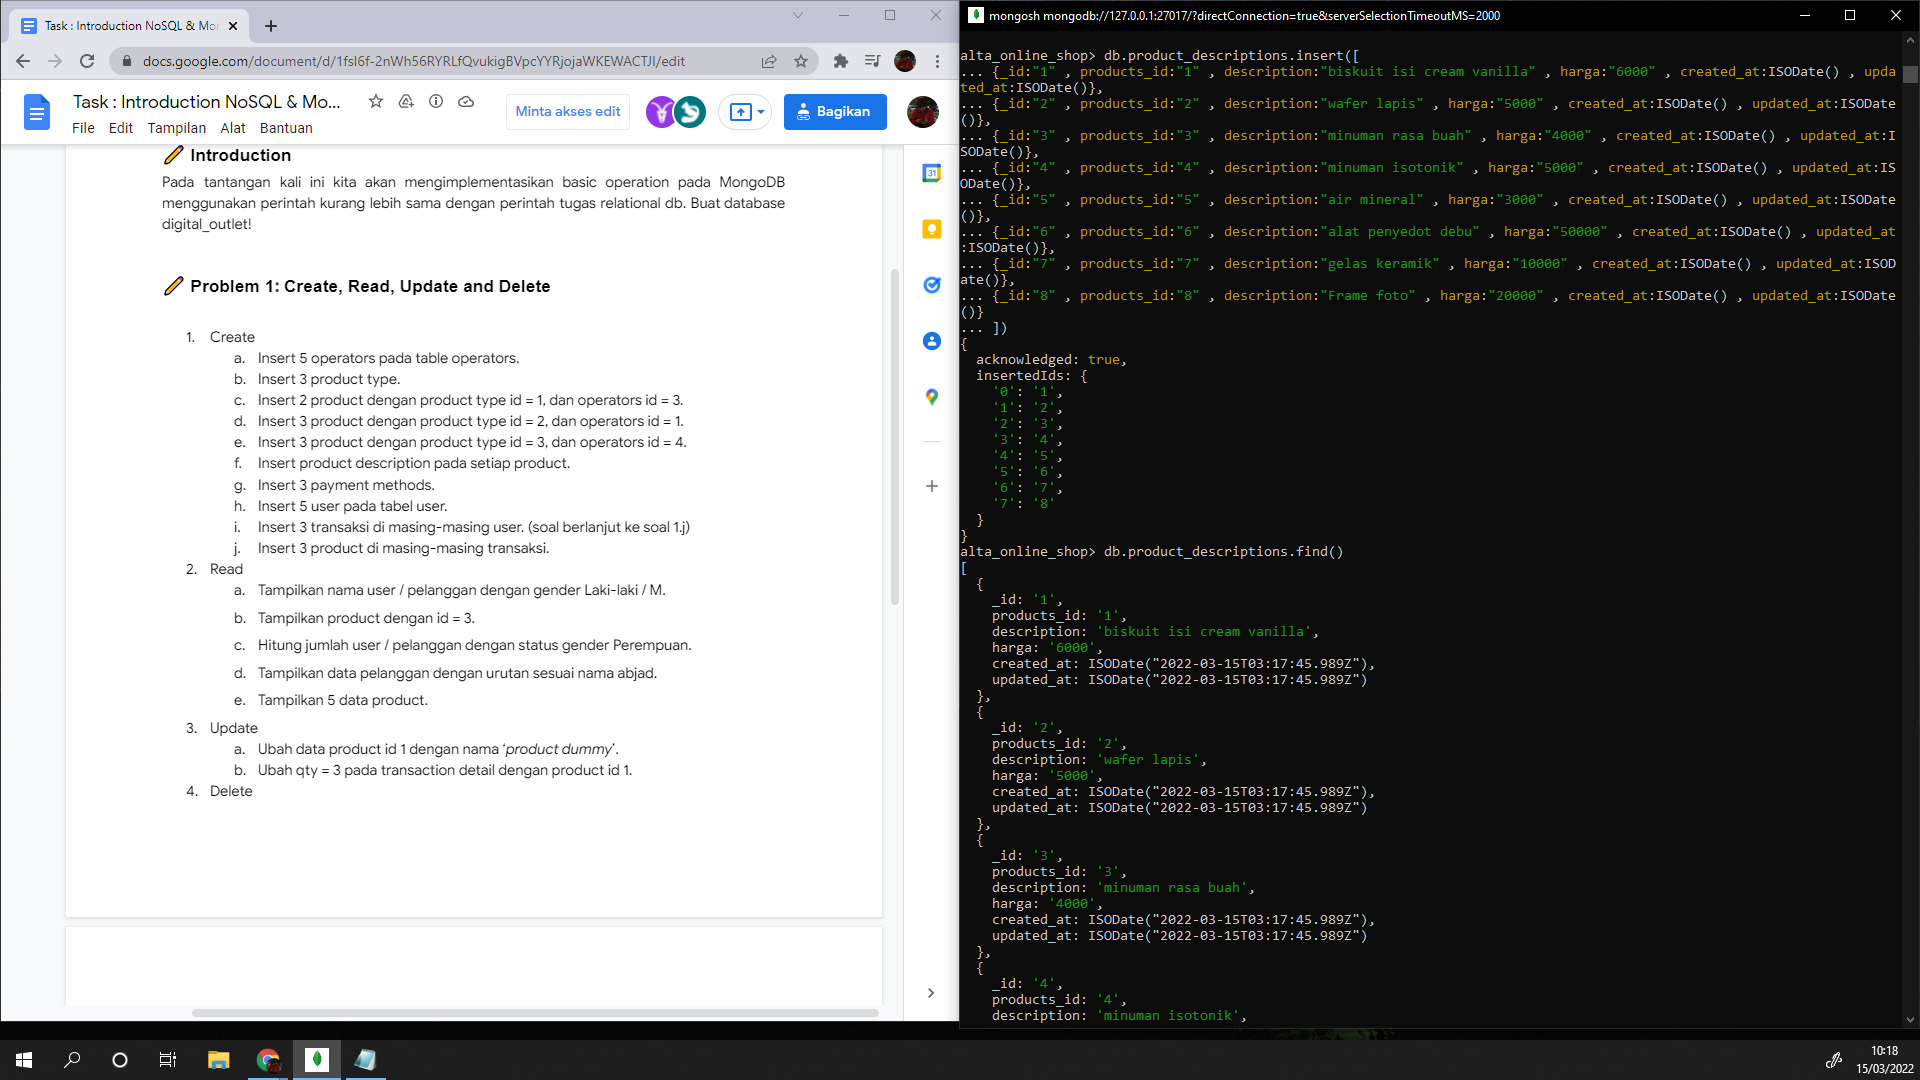 Task : Introduction NoSQL & Mon
docs.google.com/document/d/1fsI6f-2nWh56RYRLfQvukigBVpcYYRjojaWKEWACTJI/edit
Task : Introduction NoSQL & Mo...
Minta akses edit
Bagikan
File Edit Tampilan Alat Bantuan
Introduction
Pada tantangan kali ini kita akan mengimplementasikan basic operation pada MongoDB
menggunakan perintah kurang lebih sama dengan perintah tugas relational db. Buat database
digital_outlet!
Problem 1: Create, Read, Update and Delete
1. Create
a. Insert 5 operators pada table operators.
b. Insert 3 product type.
c. Insert 2 product dengan product type id = 1, dan operators id = 3.
d. Insert 3 product dengan product type id = 2, dan operators id = 1.
e. Insert 3 product dengan product type id = 3, dan operators id = 4.
f. Insert product description pada setiap product.
g. Insert 3 payment methods.
h. Insert 5 user pada tabel user.
i. Insert 3 transaksi di masing-masing user. (soal berlanjut ke soal 1.j)
j. Insert 3 product di masing-masing transaksi.
2. Read
a. Tampilkan nama user / pelanggan dengan gender Laki-laki / M.
b. Tampilkan product dengan id = 3.
c. Hitung jumlah user / pelanggan dengan status gender Perempuan.
d. Tampilkan data pelanggan dengan urutan sesuai nama abjad.
e. Tampilkan 5 data product.
3. Update
a. Ubah data product id 1 dengan nama ‘product dummy’.
b. Ubah qty = 3 pada transaction detail dengan product id 1.
4. Delete
31
mongosh mongodb://127.0.0.1:27017/?directConnection=true&serverSelectionTimeoutMS=2000
alta_online_shop> db.product_descriptions.insert([
... {_id:"1" , products_id:"1" , description:"biskuit isi cream vanilla" , harga:"6000" , created_at:ISODate() , upda
ted_at:ISODate()},
... {_id:"2" , products_id:"2" , description:"wafer lapis" , harga:"5000" , created_at:ISODate() , updated_at:ISODate
()},
... {_id:"3" , products_id:"3" , description:"minuman rasa buah" , harga:"4000" , created_at:ISODate() , updated_at:I
SODate()},
... {_id:"4" , products_id:"4" , description:"minuman isotonik" , harga:"5000" , created_at:ISODate() , updated_at:IS
ODate()},
... {_id:"5" , products_id:"5" , description:"air mineral" , harga:"3000" , created_at:ISODate() , updated_at:ISODate
()},
... {_id:"6" , products_id:"6" , description:"alat penyedot debu" , harga:"50000" , created_at:ISODate() , updated_at
:ISODate()},
... {_id:"7" , products_id:"7" , description:"gelas keramik" , harga:"10000" , created_at:ISODate() , updated_at:ISOD
ate()},
... {_id:"8" , products_id:"8" , description:"Frame foto" , harga:"20000" , created_at:ISODate() , updated_at:ISODate
()}
... ])
{
acknowledged: true,
insertedIds: {
'0': '1',
'1': '2',
'2': '3',
'3': '4',
'4': '5',
'5': '6',
'6': '7',
'7': '8'
}
}
alta_online_shop> db.product_descriptions.find()
[
{
_id: '1',
products_id: '1',
description: 'biskuit isi cream vanilla',
harga: '6000',
created_at: ISODate("2022-03-15T03:17:45.989Z"),
updated_at: ISODate("2022-03-15T03:17:45.989Z")
},
{
_id: '2',
products_id: '2',
description: 'wafer lapis',
harga: '5000',
created_at: ISODate("2022-03-15T03:17:45.989Z"),
updated_at: ISODate("2022-03-15T03:17:45.989Z")
},
{
_id: '3',
products_id: '3',
description: 'minuman rasa buah',
harga: '4000',
created_at: ISODate("2022-03-15T03:17:45.989Z"),
updated_at: ISODate("2022-03-15T03:17:45.989Z")
},
{
_id: '4',
products_id: '4',
description: 'minuman isotonik',
10:18
15/03/2022